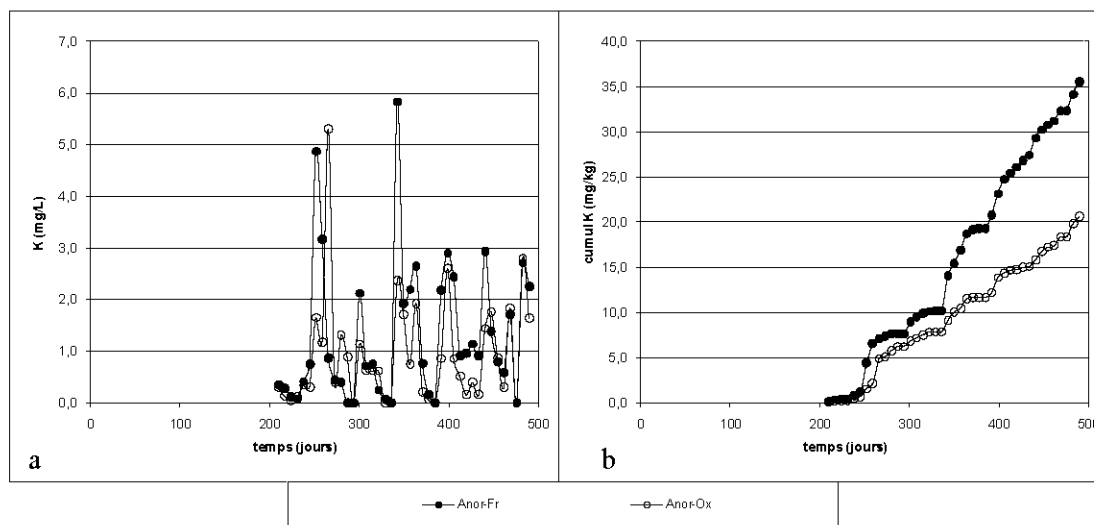 7,0
6,0
5,0
4,0
3,0
2,0
1,0
0,0
K (mg/L)
0 100 200 300 400 500
temps (jours)
a
40,0
35,0
30,0
25,0
20,0
15,0
10,0
5,0
0,0
cumul K (mg/kg)
0 100 200 300 400 500
temps (jours)
b
Anor-Fr Anor-Ox